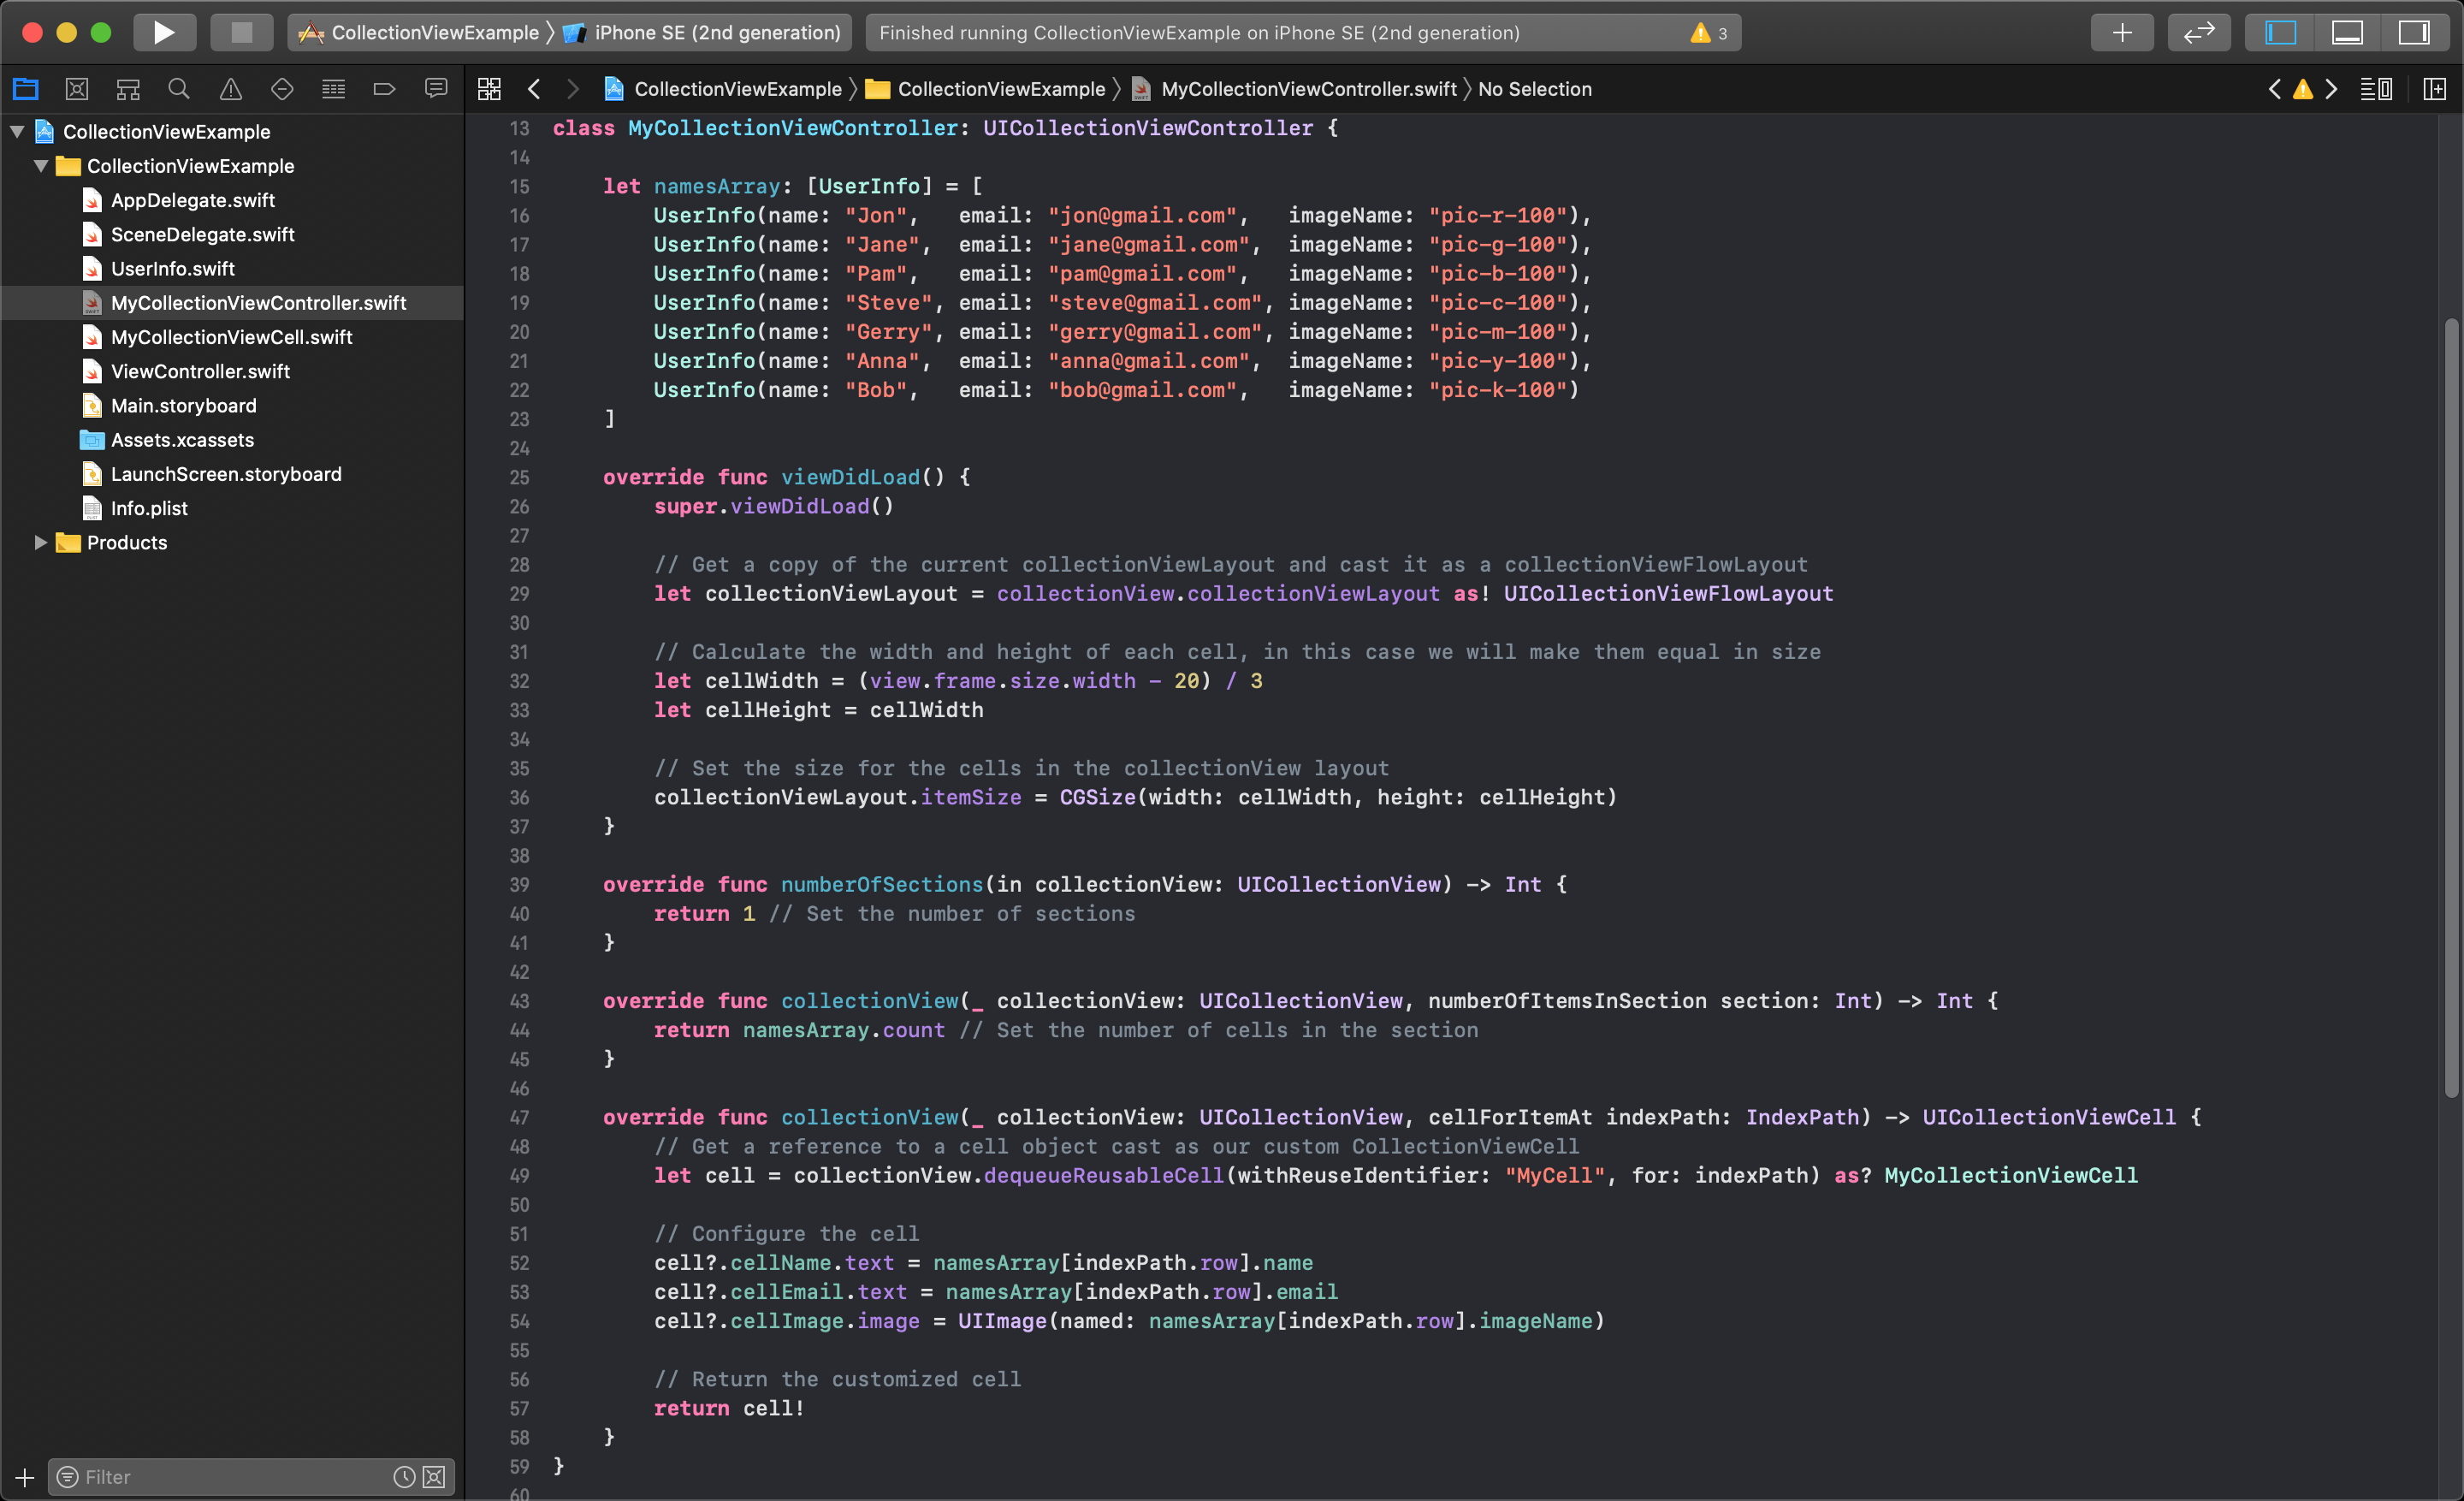 CollectionViewExample iPhone SE (2nd generation)
Finished running CollectionViewExample on iPhone SE (2nd generation) 3
CollectionViewExample
CollectionViewExample
AppDelegate.swift
SceneDelegate.swift
UserInfo.swift
MyCollectionViewController.swift
MyCollectionViewCell.swift
ViewController.swift
Main.storyboard
Assets.xcassets
LaunchScreen.storyboard
Info.plist
Products
Filter
CollectionViewExample CollectionViewExample MyCollectionViewController.swift No Selection
13 class MyCollectionViewController: UICollectionViewController {
14
15 let namesArray: [UserInfo] = [
16 UserInfo(name: "Jon", email: "jon@gmail.com", imageName: "pic-r-100"),
17 UserInfo(name: "Jane", email: "jane@gmail.com", imageName: "pic-g-100"),
18 UserInfo(name: "Pam", email: "pam@gmail.com", imageName: "pic-b-100"),
19 UserInfo(name: "Steve", email: "steve@gmail.com", imageName: "pic-c-100"),
20 UserInfo(name: "Gerry", email: "gerry@gmail.com", imageName: "pic-m-100"),
21 UserInfo(name: "Anna", email: "anna@gmail.com", imageName: "pic-y-100"),
22 UserInfo(name: "Bob", email: "bob@gmail.com", imageName: "pic-k-100")
23 ]
24
25 override func viewDidLoad() {
26 super.viewDidLoad()
27
28 // Get a copy of the current collectionViewLayout and cast it as a collectionViewFlowLayout
29 let collectionViewLayout = collectionView.collectionViewLayout as! UICollectionViewFlowLayout
30
31 // Calculate the width and height of each cell, in this case we will make them equal in size
32 let cellWidth = (view.frame.size.width - 20) / 3
33 let cellHeight = cellWidth
34
35 // Set the size for the cells in the collectionView layout
36 collectionViewLayout.itemSize = CGSize(width: cellWidth, height: cellHeight)
37 }
38
39 override func numberOfSections(in collectionView: UICollectionView) -> Int {
40 return 1 // Set the number of sections
41 }
42
43 override func collectionView(_ collectionView: UICollectionView, numberOfItemsInSection section: Int) -> Int {
44 return namesArray.count // Set the number of cells in the section
45 }
46
47 override func collectionView(_ collectionView: UICollectionView, cellForItemAt indexPath: IndexPath) -> UICollectionViewCell {
48 // Get a reference to a cell object cast as our custom CollectionViewCell
49 let cell = collectionView.dequeueReusableCell(withReuseIdentifier: "MyCell", for: indexPath) as? MyCollectionViewCell
50
51 // Configure the cell
52 cell?.cellName.text = namesArray[indexPath.row].name
53 cell?.cellEmail.text = namesArray[indexPath.row].email
54 cell?.cellImage.image = UIImage(named: namesArray[indexPath.row].imageName)
55
56 // Return the customized cell
57 return cell!
58 }
59 }
60